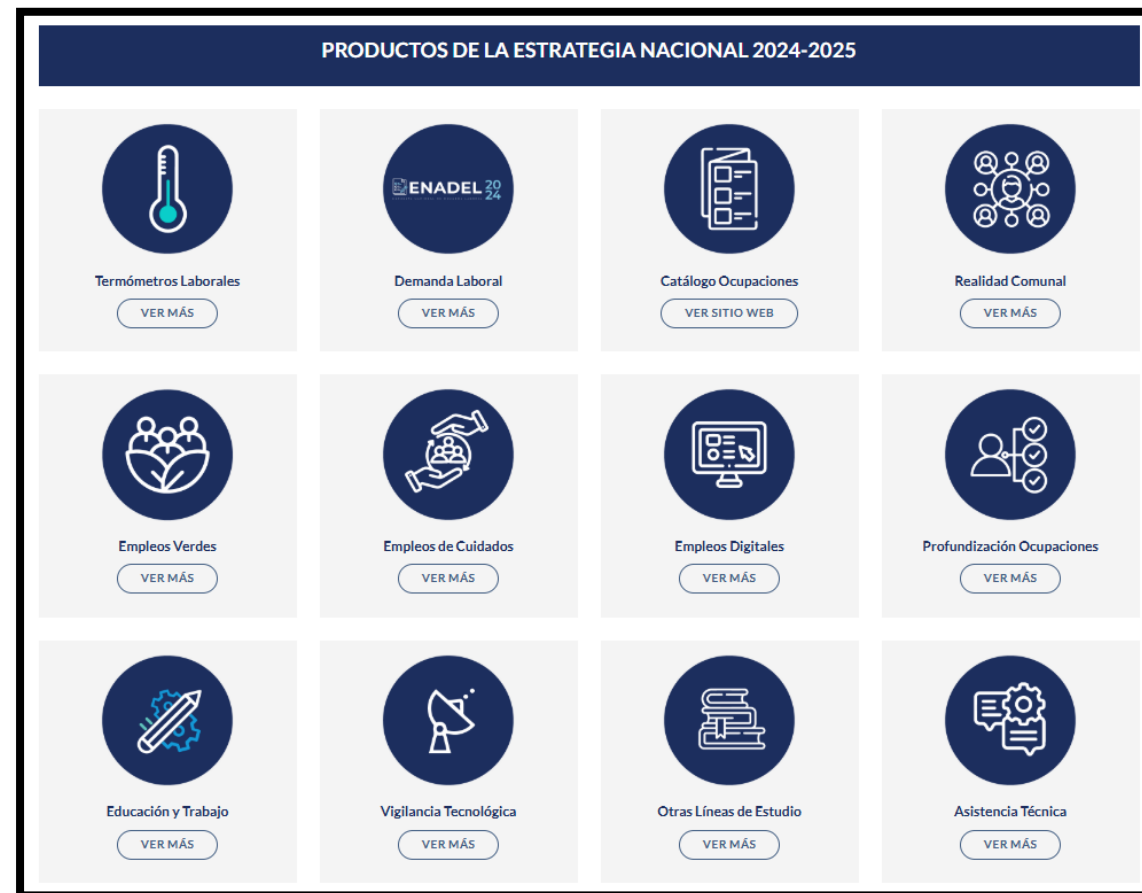 PRODUCTOS DE LA ESTRATEGIA NACIONAL 2024-2025
ENADEL 2024
Termómetros Laborales
Demanda Laboral
Catálogo Ocupaciones
Realidad Comunal
VER MÁS
VER MÁS
VER SITIO WEB
VER MÁS
Empleos Verdes
Empleos de Cuidados
Empleos Digitales
Profundización Ocupaciones
VER MÁS
VER MÁS
VER MÁS
VER MÁS
Educación y Trabajo
Vigilancia Tecnológica
Otras Líneas de Estudio
Asistencia Técnica
VER MÁS
VER MÁS
VER MÁS
VER MÁS